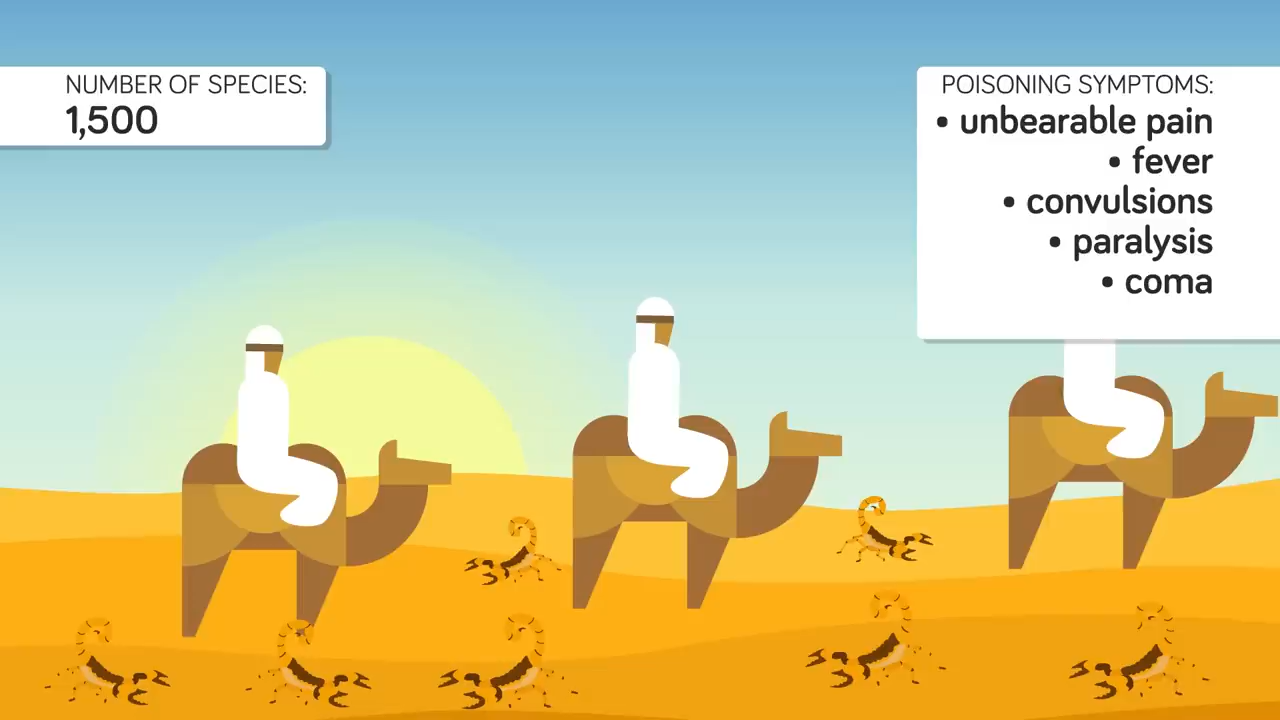 NUMBER OF SPECIES:
1,500
POISONING SYMPTOMS:
• unbearable pain
• fever
• convulsions
• paralysis
• coma